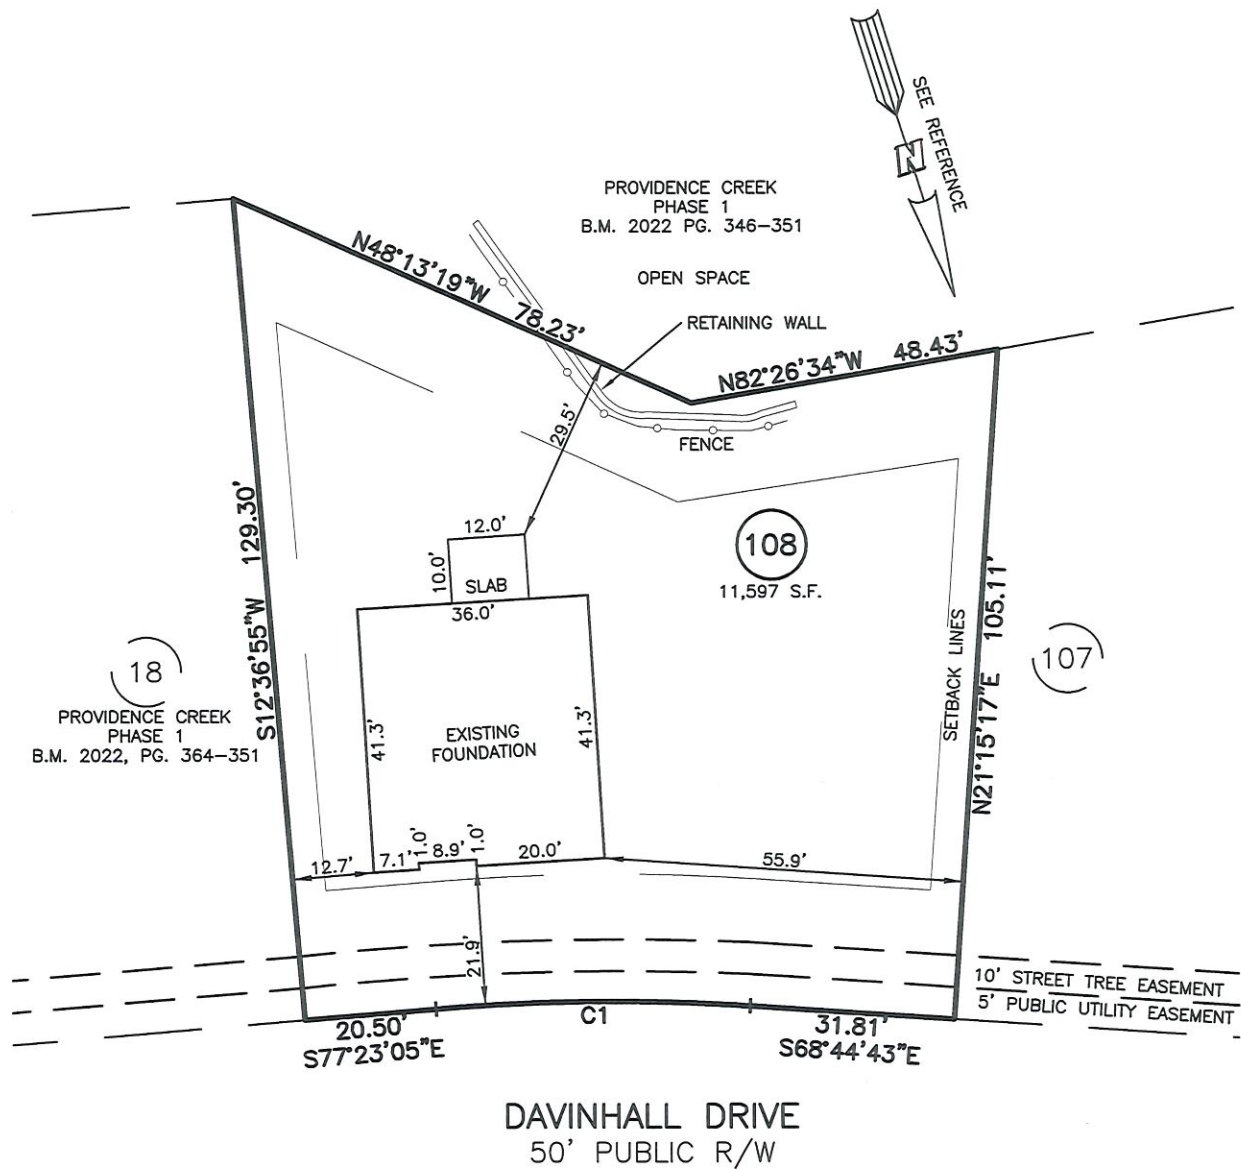 SEE REFERENCE
N
PROVIDENCE CREEK
PHASE 1
B.M. 2022 PG. 346-351
OPEN SPACE
RETAINING WALL
N48°13'19"W 78.23'
N82°26'34"W 48.43'
29.5'
FENCE
12.0'
10.0'
SLAB
36.0'
108
11,597 S.F.
S12°36'55"W 129.30'
N21°15'17"E 105.11'
SETBACK LINES
18
PROVIDENCE CREEK
PHASE 1
B.M. 2022, PG. 364-351
107
41.3'
EXISTING
FOUNDATION
41.3'
12.7'
7.1'
1.0'
8.9'
1.0'
20.0'
55.9'
21.9'
10' STREET TREE EASEMENT
5' PUBLIC UTILITY EASEMENT
20.50'
S77°23'05"E
C1
31.81'
S68°44'43"E
DAVINHALL DRIVE
50' PUBLIC R/W